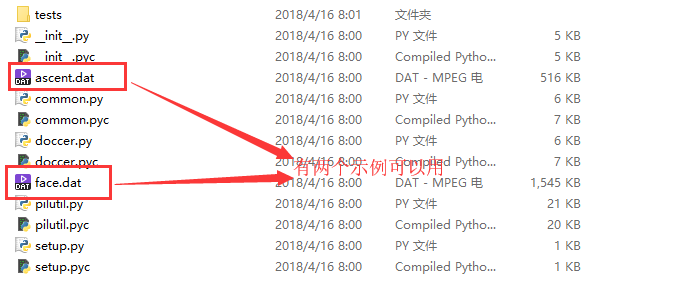 tests 2018/4/16 8:01 文件夹
__init__.py 2018/4/16 8:00 PY 文件 5 KB
__init__.pyc 2018/4/16 8:00 Compiled Pytho... 5 KB
DAT ascent.dat 2018/4/16 8:00 DAT - MPEG 电 516 KB
common.py 2018/4/16 8:00 PY 文件 6 KB
common.pyc 2018/4/16 8:00 Compiled Pytho... 7 KB
doccer.py 2018/4/16 8:00 PY 文件 6 KB
doccer.pyc 2018/4/16 8:00 Compiled Pytho... 7 KB
有两个示例可以用
DAT face.dat 2018/4/16 8:00 DAT - MPEG 电 1,545 KB
pilutil.py 2018/4/16 8:00 PY 文件 21 KB
pilutil.pyc 2018/4/16 8:00 Compiled Pytho... 20 KB
setup.py 2018/4/16 8:00 PY 文件 1 KB
setup.pyc 2018/4/16 8:00 Compiled Pytho... 1 KB